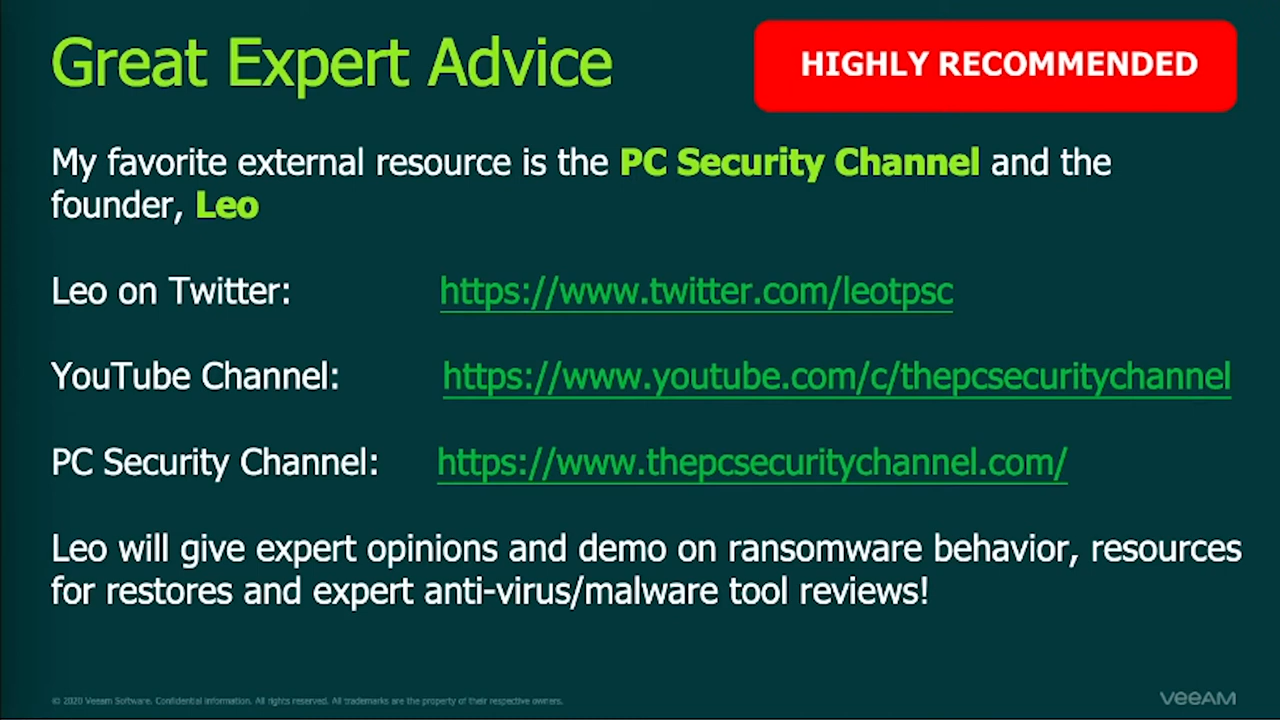 Great Expert Advice
HIGHLY RECOMMENDED
My favorite external resource is the PC Security Channel and the
founder, Leo
Leo on Twitter: https://www.twitter.com/leotpsc
YouTube Channel: https://www.youtube.com/c/thepcsecuritychannel
PC Security Channel: https://www.thepcsecuritychannel.com/
Leo will give expert opinions and demo on ransomware behavior, resources
for restores and expert anti-virus/malware tool reviews!
© 2020 Veeam Software. Confidential information. All rights reserved. All trademarks are the property of their respective owners.
VEEAM